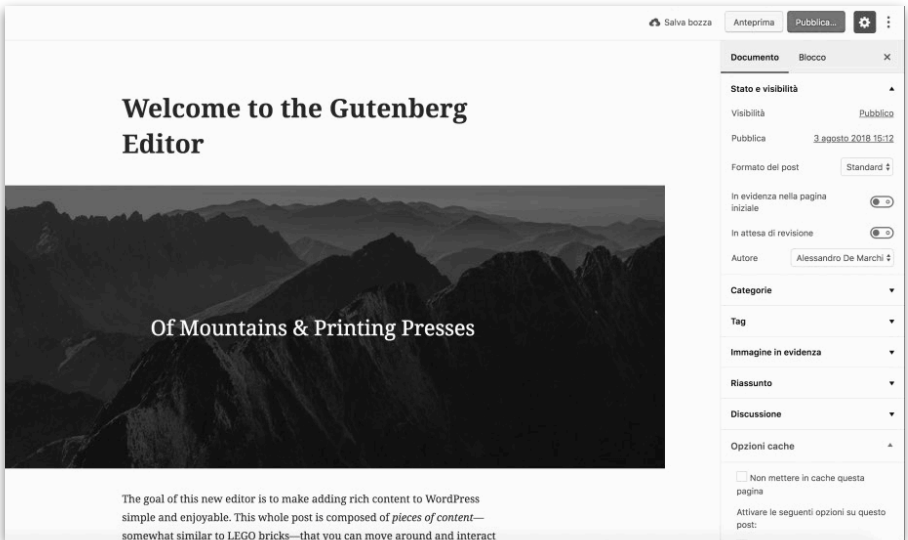 Salva bozza
Anteprima
Pubblica...
Documento
Blocco
Stato e visibilità
Visibilità
Pubblico
Pubblica
3 agosto 2018 15:12
Formato del post
Standard
In evidenza nella pagina
iniziale
In attesa di revisione
Autore
Alessandro De Marchi
Categorie
Tag
Immagine in evidenza
Riassunto
Discussione
Opzioni cache
Non mettere in cache questa
pagina
Attivare le seguenti opzioni su questo
post:
Welcome to the Gutenberg
Editor
Of Mountains & Printing Presses
The goal of this new editor is to make adding rich content to WordPress
simple and enjoyable. This whole post is composed of pieces of content—
somewhat similar to LEGO bricks—that you can move around and interact